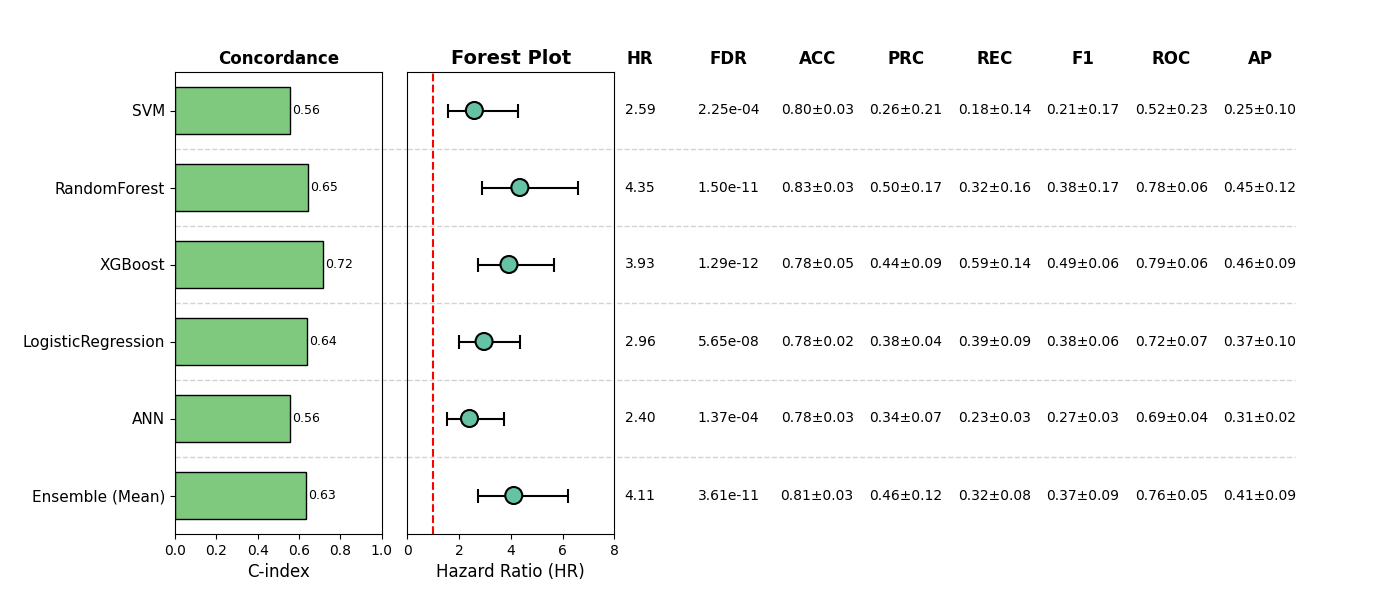 Concordance Forest Plot HR FDR ACC PRC REC F1 ROC AP
SVM 0.56 2.59 2.25e-04 0.80±0.03 0.26±0.21 0.18±0.14 0.21±0.17 0.52±0.23 0.25±0.10
RandomForest 0.65 4.35 1.50e-11 0.83±0.03 0.50±0.17 0.32±0.16 0.38±0.17 0.78±0.06 0.45±0.12
XGBoost 0.72 3.93 1.29e-12 0.78±0.05 0.44±0.09 0.59±0.14 0.49±0.06 0.79±0.06 0.46±0.09
LogisticRegression 0.64 2.96 5.65e-08 0.78±0.02 0.38±0.04 0.39±0.09 0.38±0.06 0.72±0.07 0.37±0.10
ANN 0.56 2.40 1.37e-04 0.78±0.03 0.34±0.07 0.23±0.03 0.27±0.03 0.69±0.04 0.31±0.02
Ensemble (Mean) 0.63 4.11 3.61e-11 0.81±0.03 0.46±0.12 0.32±0.08 0.37±0.09 0.76±0.05 0.41±0.09
0.0 0.2 0.4 0.6 0.8 1.0 0 2 4 6 8
C-index Hazard Ratio (HR)